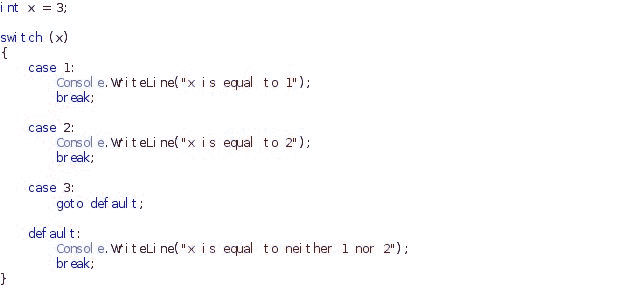 int x = 3;
switch (x)
{
case 1:
Console.WriteLine("x is equal to 1");
break;
case 2:
Console.WriteLine("x is equal to 2");
break;
case 3:
goto default;
default:
Console.WriteLine("x is equal to neither 1 nor 2");
break;
}